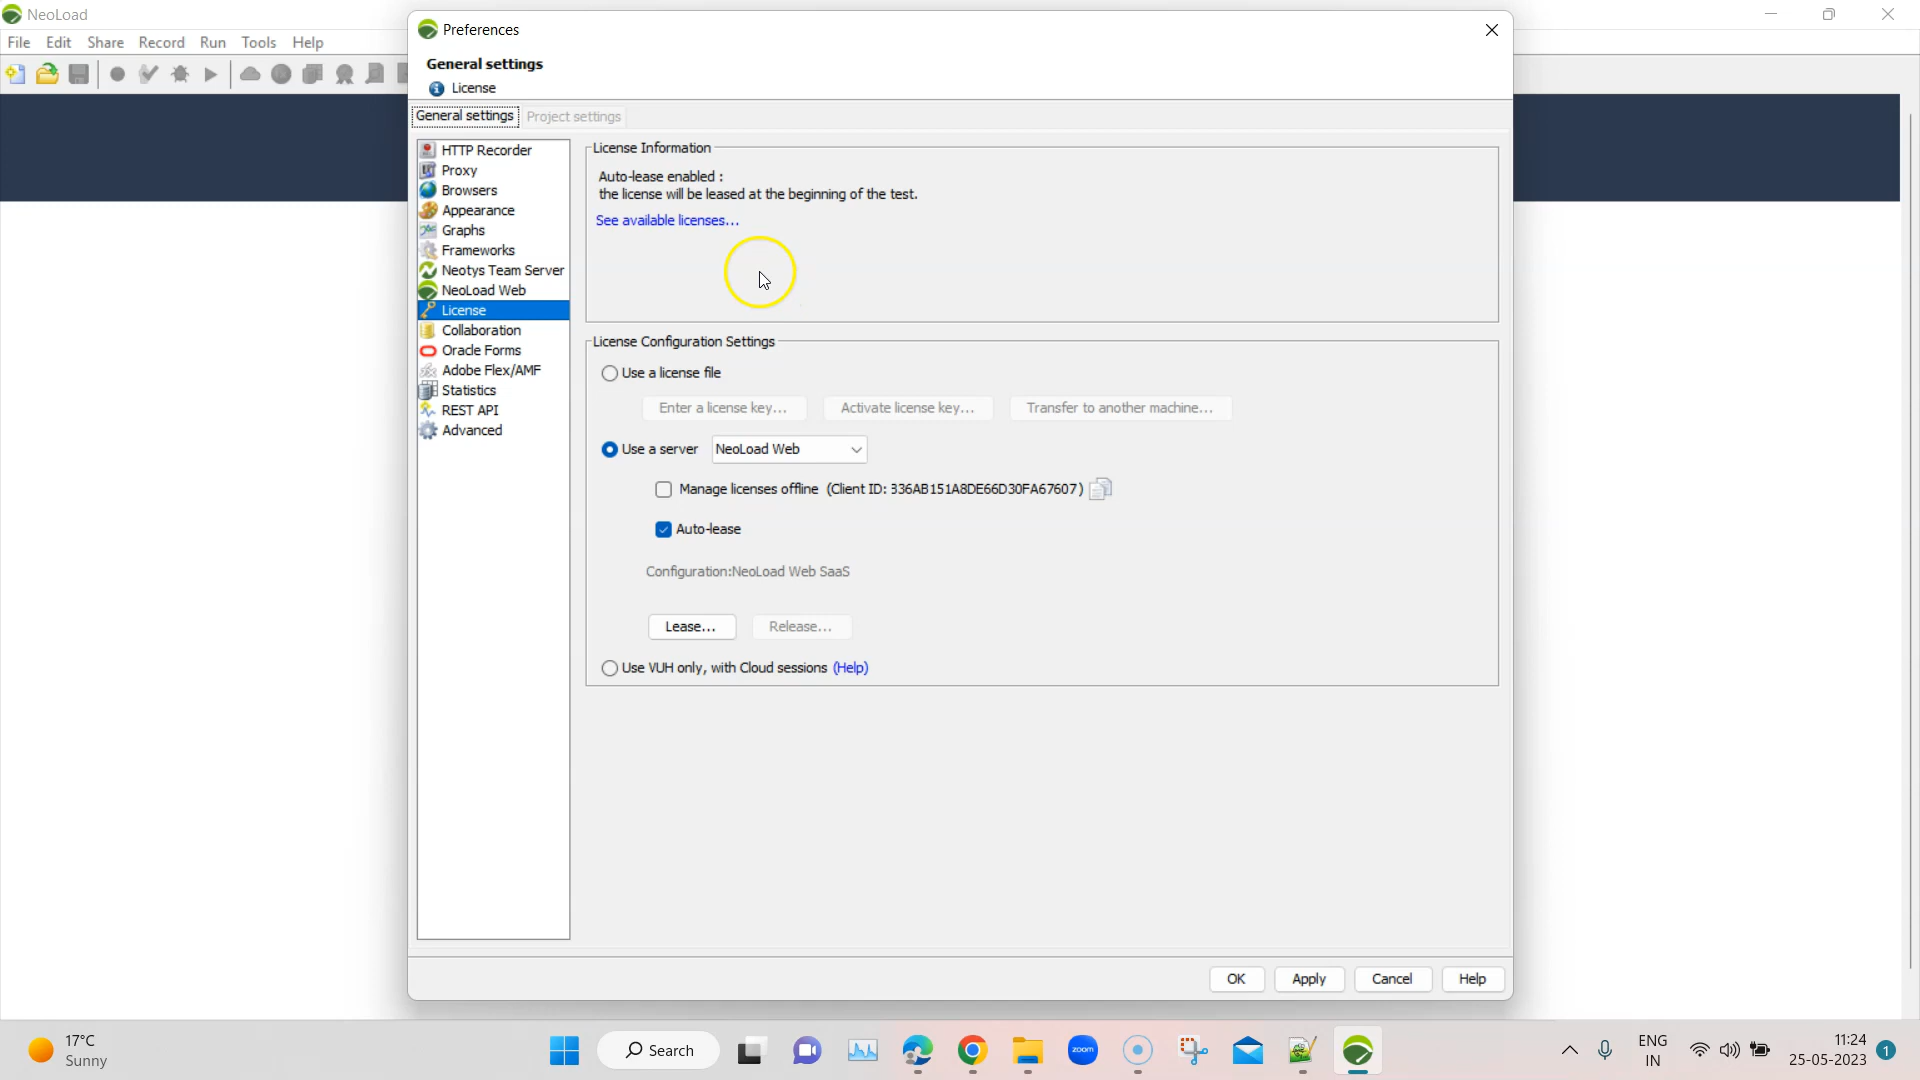 NeoLoad
Preferences
File Edit Share Record Run Tools Help
General settings
License
General settings Project settings
HTTP Recorder
Proxy
Browsers
Appearance
Graphs
Frameworks
Neotys Team Server
NeoLoad Web
License
Collaboration
Oracle Forms
Adobe Flex/AMF
Statistics
REST API
Advanced
License Information
Auto-lease enabled :
the license will be leased at the beginning of the test.
See available licenses...
License Configuration Settings
Use a license file
Enter a license key... Activate license key... Transfer to another machine...
Use a server NeoLoad Web
Manage licenses offline (Client ID: 336AB151A8DE66D30FA67607)
Auto-lease
Configuration:NeoLoad Web SaaS
Lease... Release...
Use VUH only, with Cloud sessions (Help)
OK Apply Cancel Help
17°C
Sunny
Search
zoom
ENG
IN
11:24
25-05-2023
1